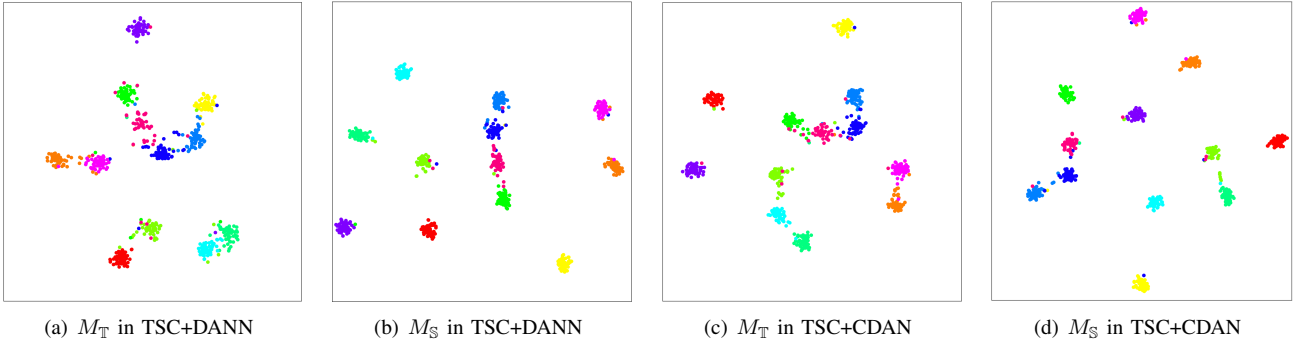 (a) M_𝕋 in TSC+DANN
(b) M_𝕊 in TSC+DANN
(c) M_𝕋 in TSC+CDAN
(d) M_𝕊 in TSC+CDAN